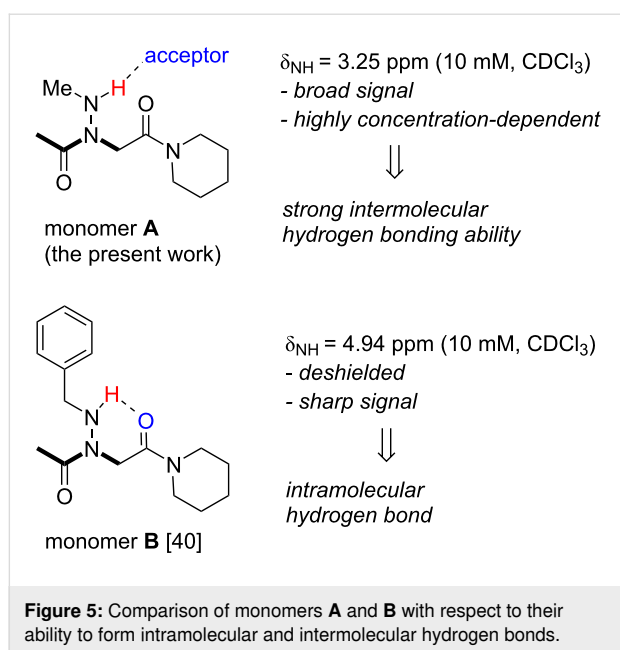 acceptor
Me
N
H
O
N
N
O
δNH = 3.25 ppm (10 mM, CDCl3)
- broad signal
- highly concentration-dependent
⇓
strong intermolecular
hydrogen bonding ability
monomer A
(the present work)
H
N
O
N
N
O
δNH = 4.94 ppm (10 mM, CDCl3)
- deshielded
- sharp signal
⇓
intramolecular
hydrogen bond
monomer B [40]
Figure 5: Comparison of monomers A and B with respect to their
ability to form intramolecular and intermolecular hydrogen bonds.